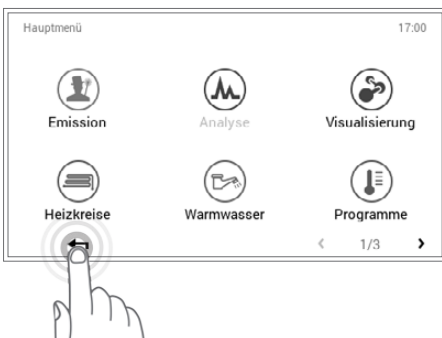 Hauptmenü 17:00
Emission Analyse Visualisierung
Heizkreise Warmwasser Programme
1/3